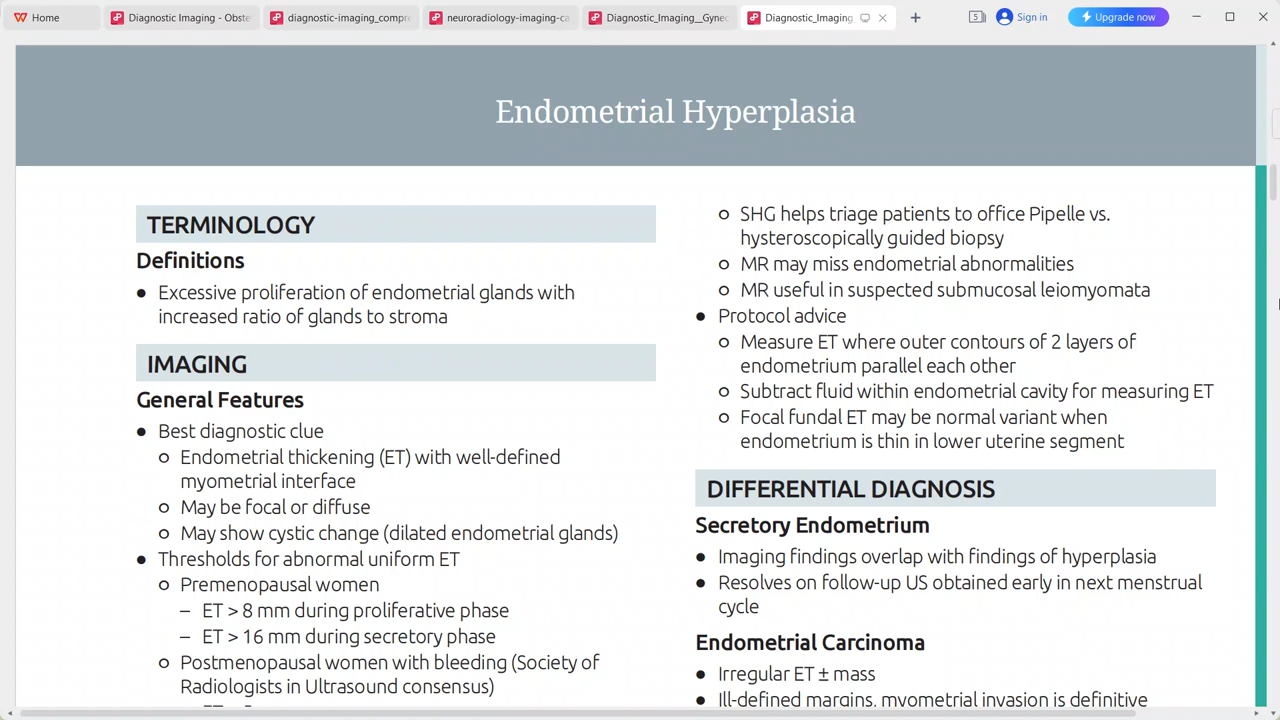 Home
Diagnostic Imaging - Obste
diagnostic-imaging_compre
neuroradiology-imaging-ca
Diagnostic_Imaging__Gynec
Diagnostic_Imaging_
5
Sign in
Upgrade now
Endometrial Hyperplasia
TERMINOLOGY
Definitions
● Excessive proliferation of endometrial glands with
increased ratio of glands to stroma
IMAGING
General Features
● Best diagnostic clue
○ Endometrial thickening (ET) with well-defined
myometrial interface
○ May be focal or diffuse
○ May show cystic change (dilated endometrial glands)
● Thresholds for abnormal uniform ET
○ Premenopausal women
– ET > 8 mm during proliferative phase
– ET > 16 mm during secretory phase
○ Postmenopausal women with bleeding (Society of
Radiologists in Ultrasound consensus)
○ SHG helps triage patients to office Pipelle vs.
hysteroscopically guided biopsy
○ MR may miss endometrial abnormalities
○ MR useful in suspected submucosal leiomyomata
● Protocol advice
○ Measure ET where outer contours of 2 layers of
endometrium parallel each other
○ Subtract fluid within endometrial cavity for measuring ET
○ Focal fundal ET may be normal variant when
endometrium is thin in lower uterine segment
DIFFERENTIAL DIAGNOSIS
Secretory Endometrium
● Imaging findings overlap with findings of hyperplasia
● Resolves on follow-up US obtained early in next menstrual
cycle
Endometrial Carcinoma
● Irregular ET ± mass
● Ill-defined margins, myometrial invasion is definitive